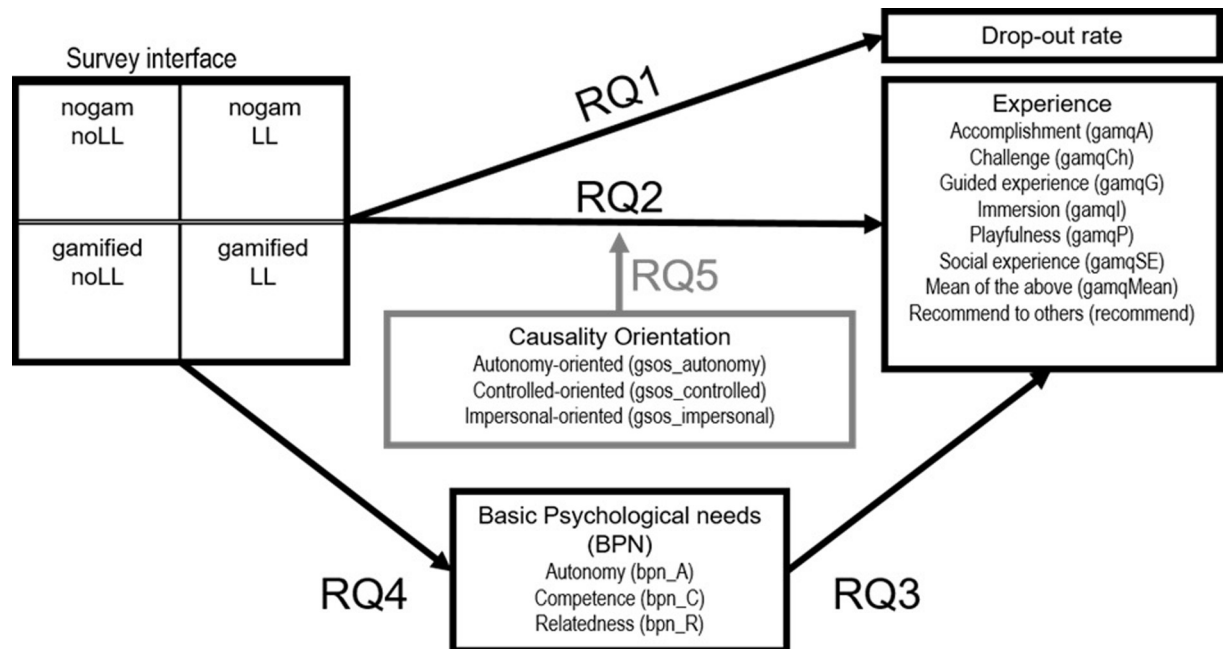 Survey interface
nogam
noLL
nogam
LL
gamified
noLL
gamified
LL
RQ1
RQ2
RQ5
Drop-out rate
Experience
Accomplishment (gamqA)
Challenge (gamqCh)
Guided experience (gamqG)
Immersion (gamqI)
Playfulness (gamqP)
Social experience (gamqSE)
Mean of the above (gamqMean)
Recommend to others (recommend)
Causality Orientation
Autonomy-oriented (gsos_autonomy)
Controlled-oriented (gsos_controlled)
Impersonal-oriented (gsos_impersonal)
RQ4
Basic Psychological needs
(BPN)
Autonomy (bpn_A)
Competence (bpn_C)
Relatedness (bpn_R)
RQ3